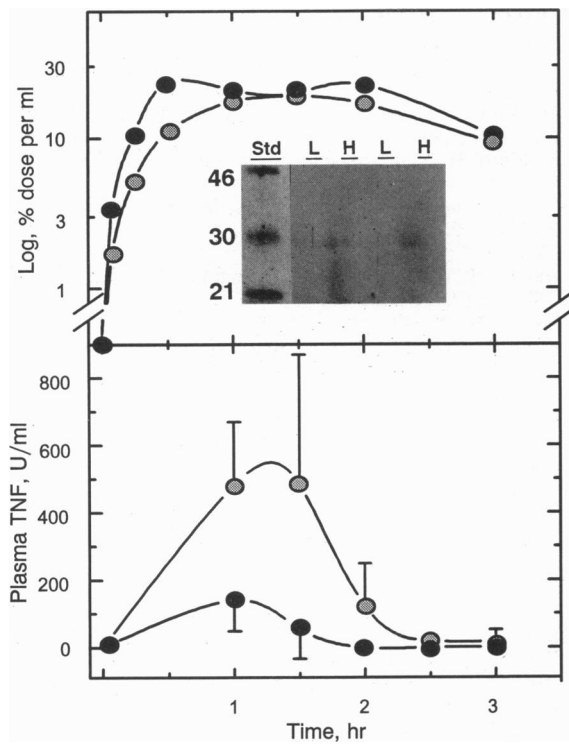 30
10
3
1
Log, % dose per ml
Std L H L H
46
30
21
800
600
400
200
0
Plasma TNF, U/ml
1 2 3
Time, hr